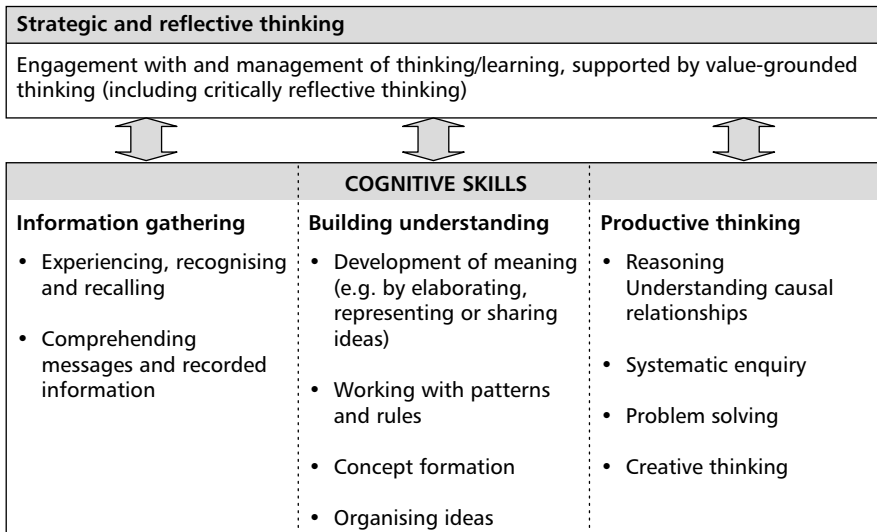 Strategic and reflective thinking
Engagement with and management of thinking/learning, supported by value-grounded
thinking (including critically reflective thinking)
COGNITIVE SKILLS
Information gathering
• Experiencing, recognising
and recalling
• Comprehending
messages and recorded
information
Building understanding
• Development of meaning
(e.g. by elaborating,
representing or sharing
ideas)
• Working with patterns
and rules
• Concept formation
• Organising ideas
Productive thinking
• Reasoning
Understanding causal
relationships
• Systematic enquiry
• Problem solving
• Creative thinking